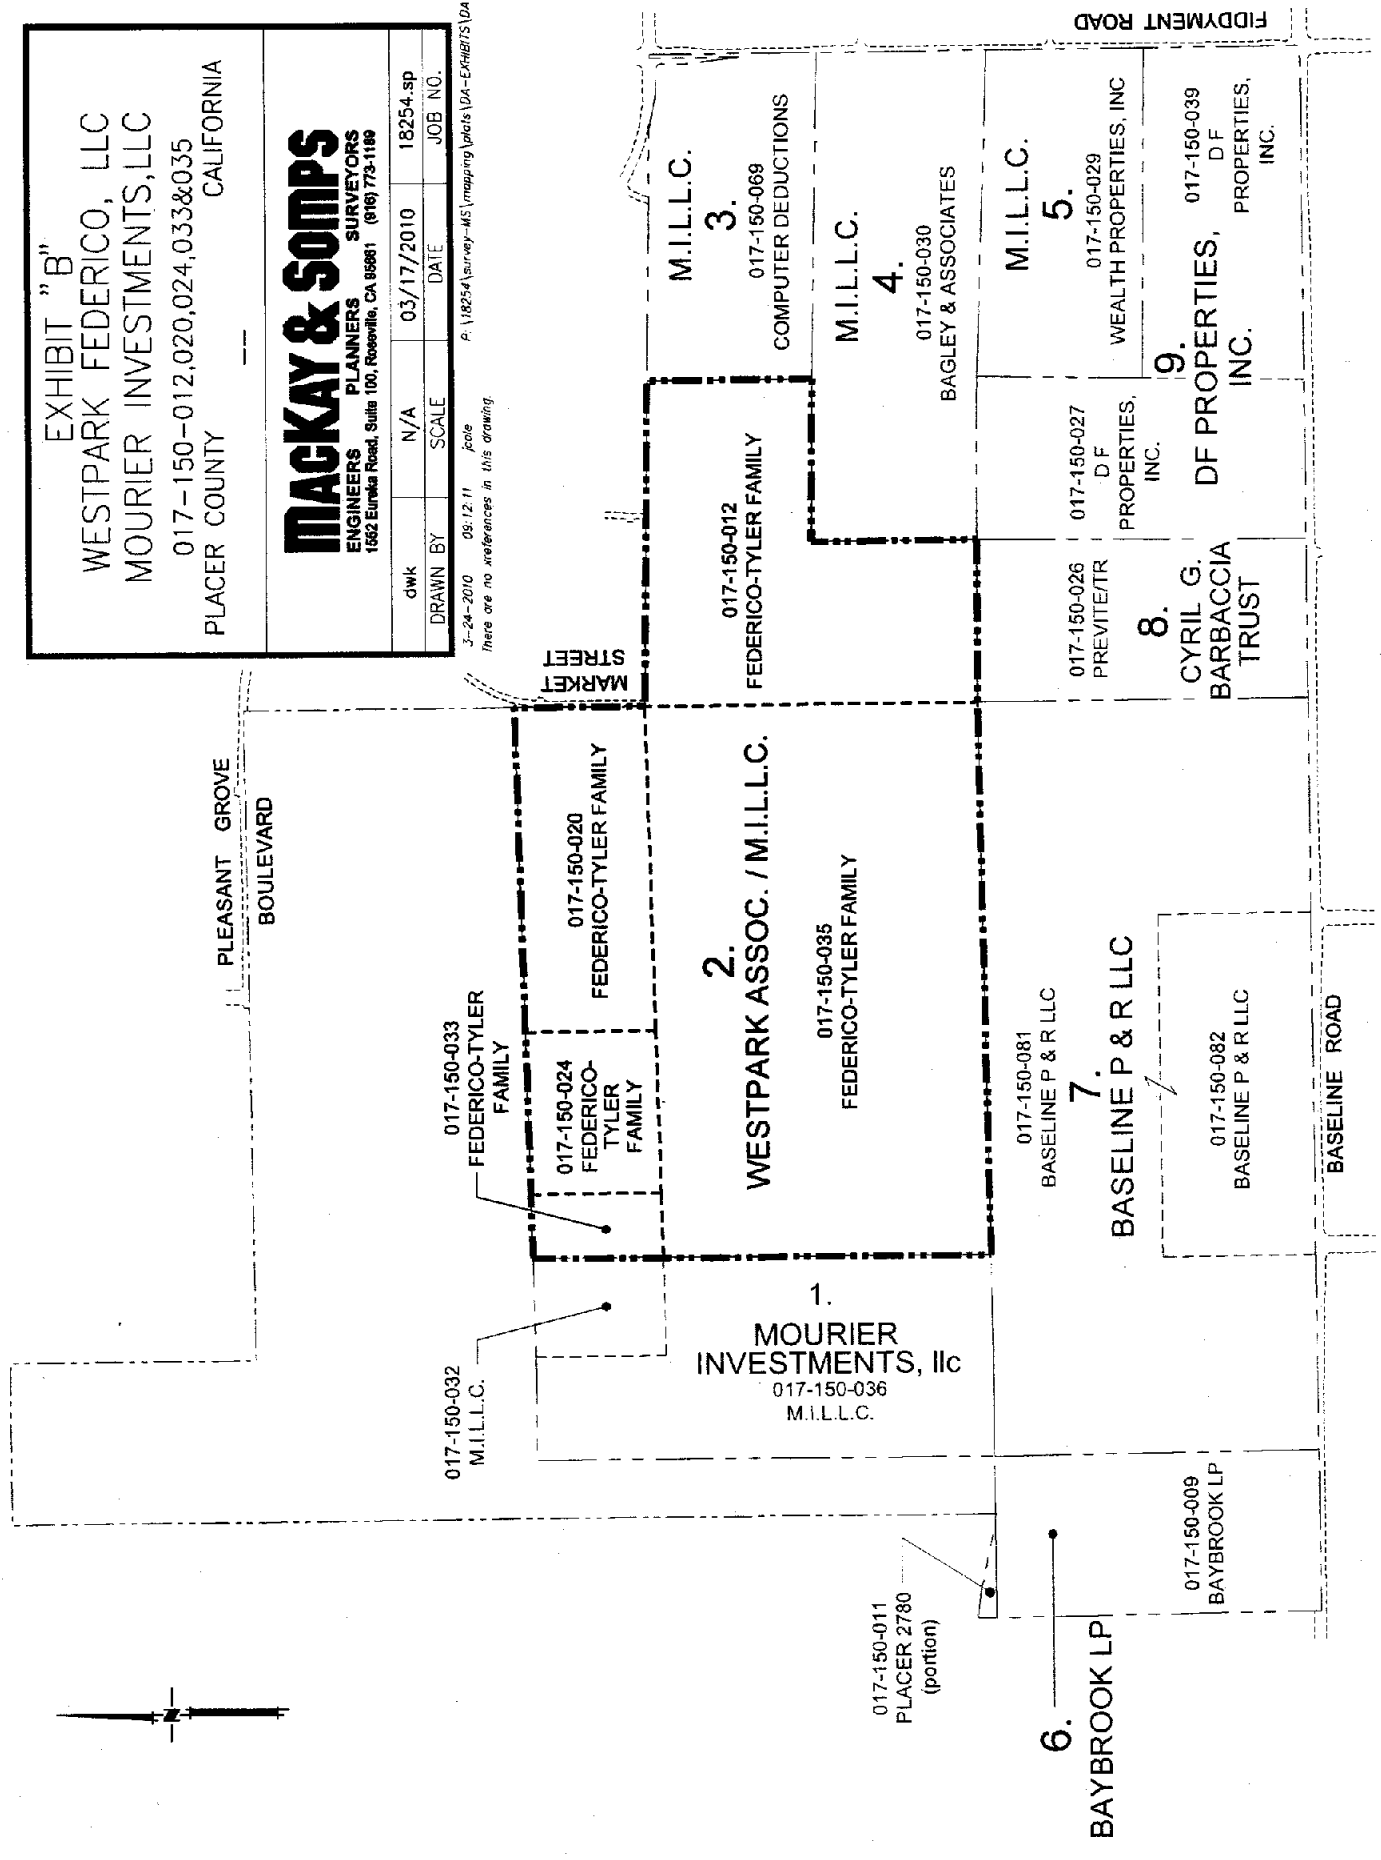 EXHIBIT "B"
WESTPARK FEDERICO, LLC
MOURIER INVESTMENTS,LLC
017-150-012,020,024,033&035
PLACER COUNTY CALIFORNIA
MACKAY & SOMPS
ENGINEERS PLANNERS SURVEYORS
1552 Eureka Road, Suite 100, Roseville, CA 95661 (916) 773-1189
dwk N/A 03/17/2010 18254.sp
DRAWN BY SCALE DATE JOB NO.
3-24-2010 09:12:11 jcole P:\18254\survey-MS\mapping\plats\DA-EXHIBITS\DA
There are no xreferences in this drawing.
PLEASANT GROVE
BOULEVARD
MARKET
STREET
FIDDYMENT ROAD
BASELINE ROAD
017-150-033
FEDERICO-TYLER
FAMILY
017-150-032
M.I.L.L.C.
017-150-024
FEDERICO-
TYLER
FAMILY
017-150-020
FEDERICO-TYLER FAMILY
2.
WESTPARK ASSOC. / M.I.L.L.C.
017-150-035
FEDERICO-TYLER FAMILY
017-150-012
FEDERICO-TYLER FAMILY
1.
MOURIER
INVESTMENTS, llc
017-150-036
M.I.L.L.C.
M.I.L.L.C.
3.
017-150-069
COMPUTER DEDUCTIONS
M.I.L.L.C.
4.
017-150-030
BAGLEY & ASSOCIATES
M.I.L.L.C.
5.
017-150-029
WEALTH PROPERTIES, INC
017-150-011
PLACER 2780
(portion)
6.
BAYBROOK LP
017-150-009
BAYBROOK LP
017-150-081
BASELINE P & R LLC
7.
BASELINE P & R LLC
017-150-082
BASELINE P & R LLC
017-150-026
PREVITE/TR
8.
CYRIL G.
BARBACCIA
TRUST
017-150-027
D F
PROPERTIES,
INC.
9.
DF PROPERTIES,
INC.
017-150-039
D F
PROPERTIES,
INC.
N